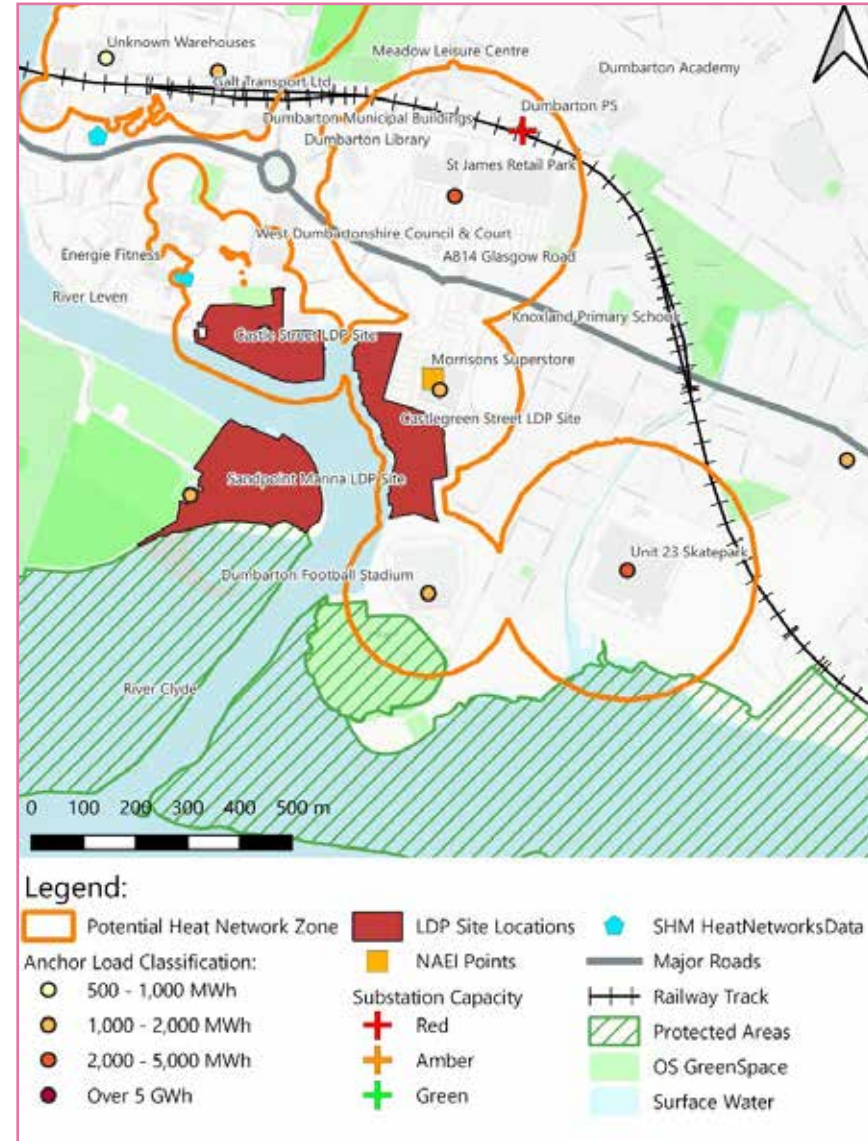 Unknown Warehouses
Meadow Leisure Centre
Dumbarton Academy
Galt Transport Ltd
Dumbarton PS
Dumbarton Municipal Buildings
Dumbarton Library
St James Retail Park
West Dumbartonshire Council & Court
Energie Fitness
A814 Glasgow Road
River Leven
Knoxland Primary School
Castle Street LDP Site
Morrisons Superstore
Castlegreen Street LDP Site
Sandpoint Marina LDP Site
Unit 23 Skatepark
Dumbarton Football Stadium
River Clyde
0 100 200 300 400 500 m
Legend:
Potential Heat Network Zone
Anchor Load Classification:
500 - 1,000 MWh
1,000 - 2,000 MWh
2,000 - 5,000 MWh
Over 5 GWh
LDP Site Locations
NAEI Points
Substation Capacity
Red
Amber
Green
SHM HeatNetworksData
Major Roads
Railway Track
Protected Areas
OS GreenSpace
Surface Water